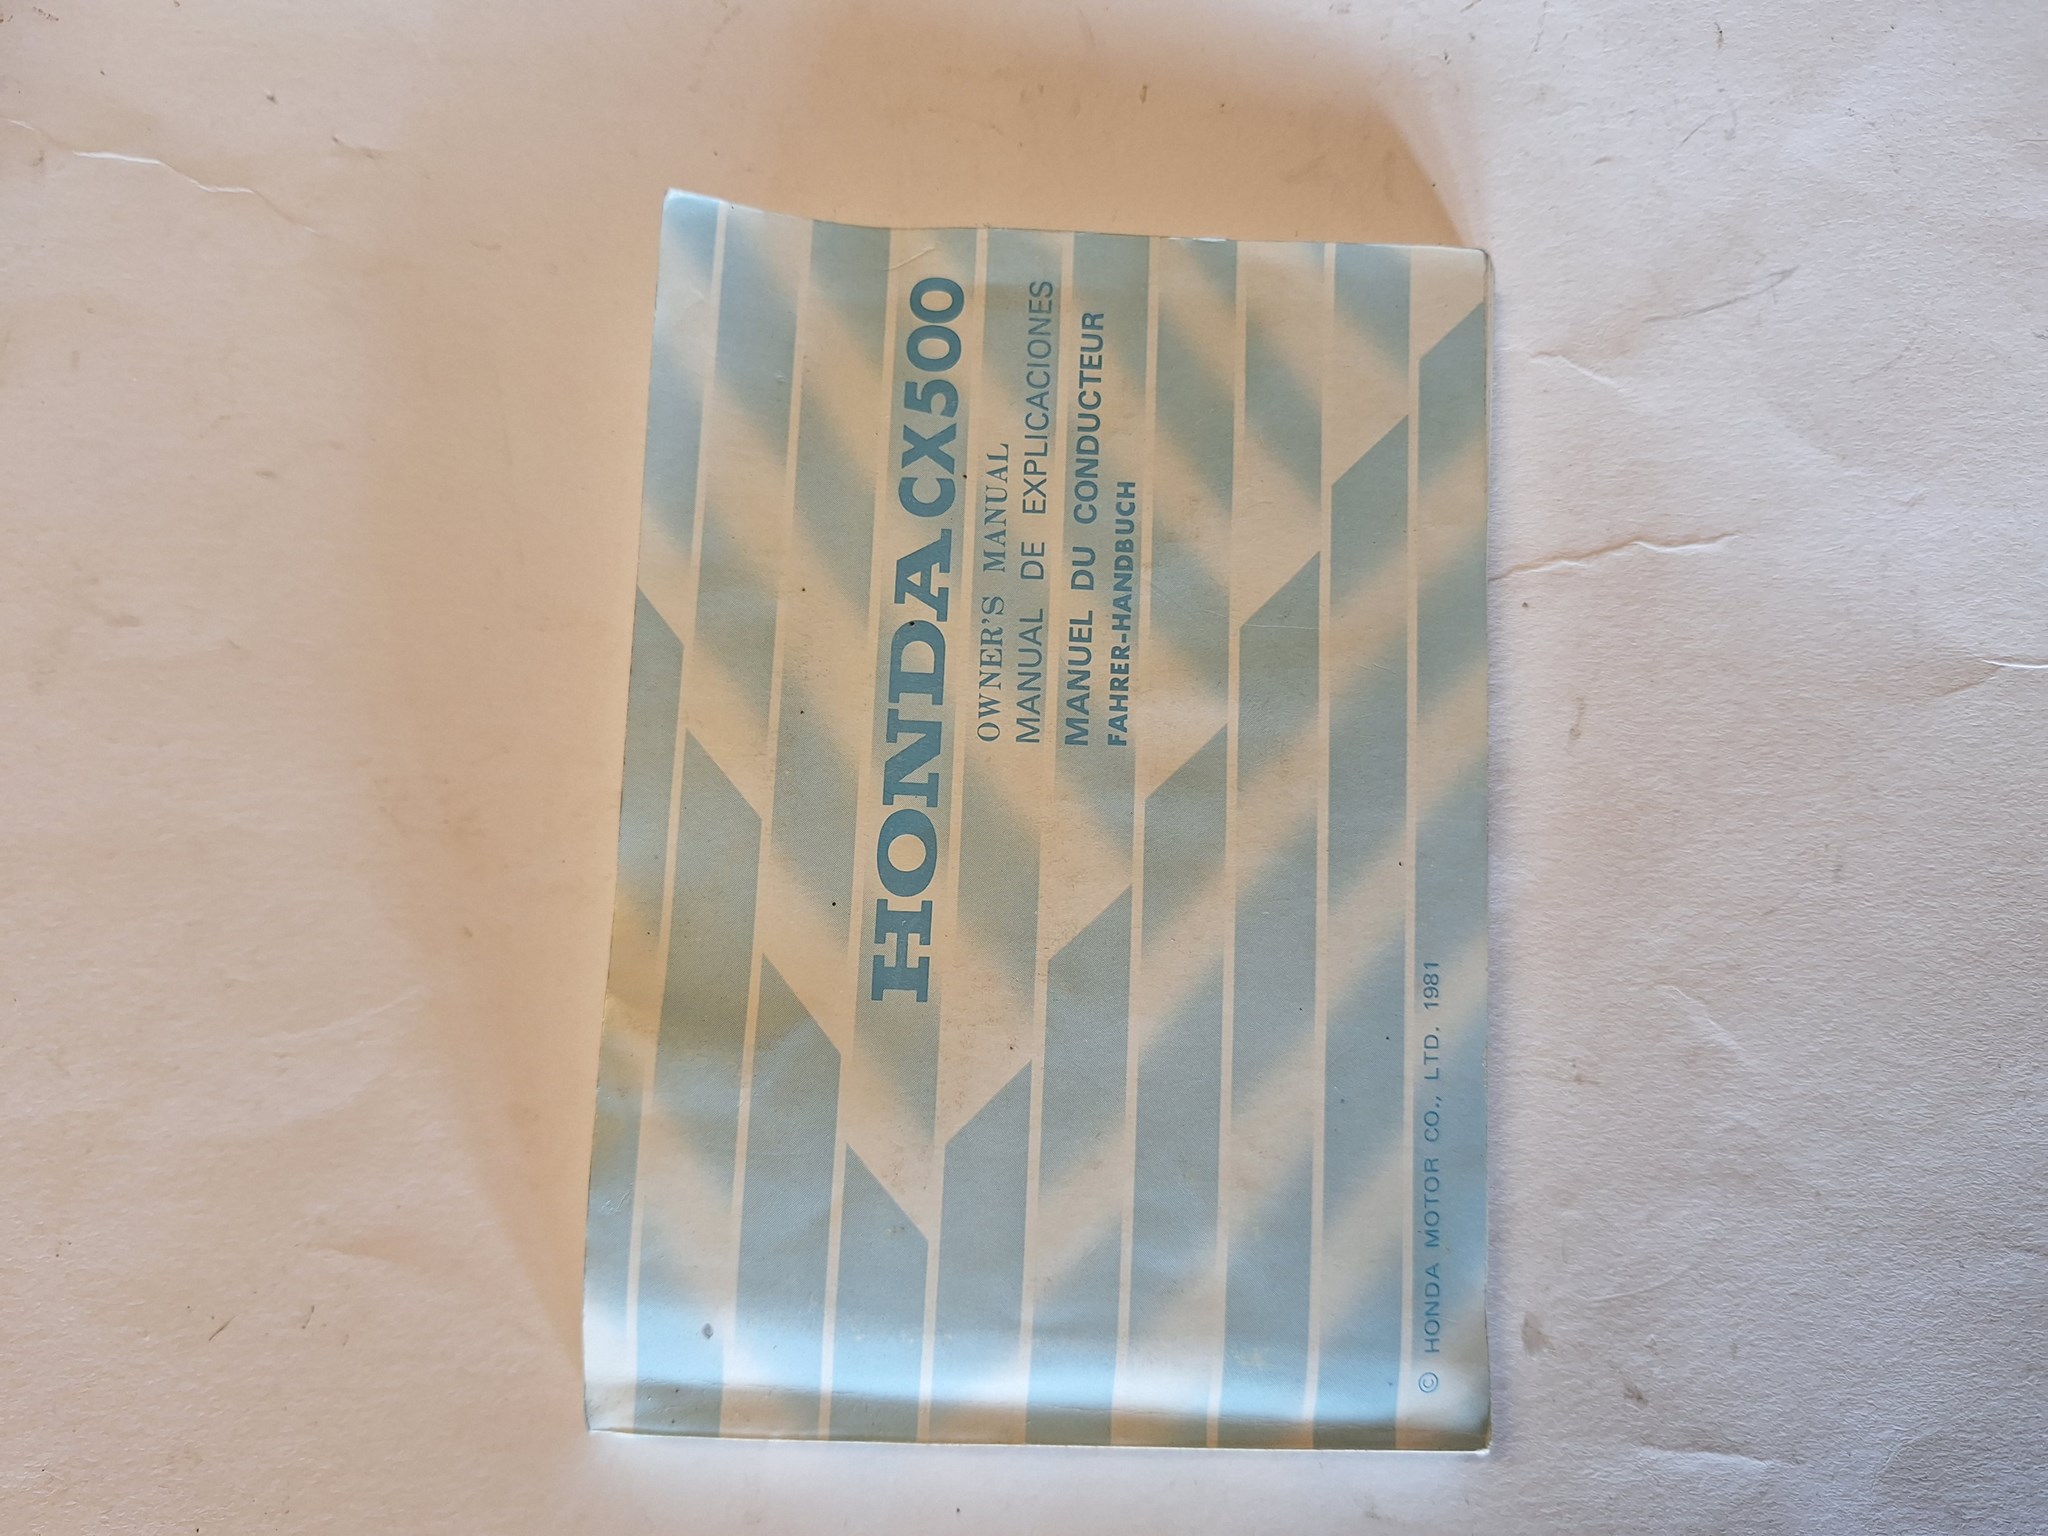 HONDA CX500
OWNER'S MANUAL
MANUAL DE EXPLICACIONES
MANUEL DU CONDUCTEUR
FAHRER-HANDBUCH
© HONDA MOTOR CO., LTD. 1981